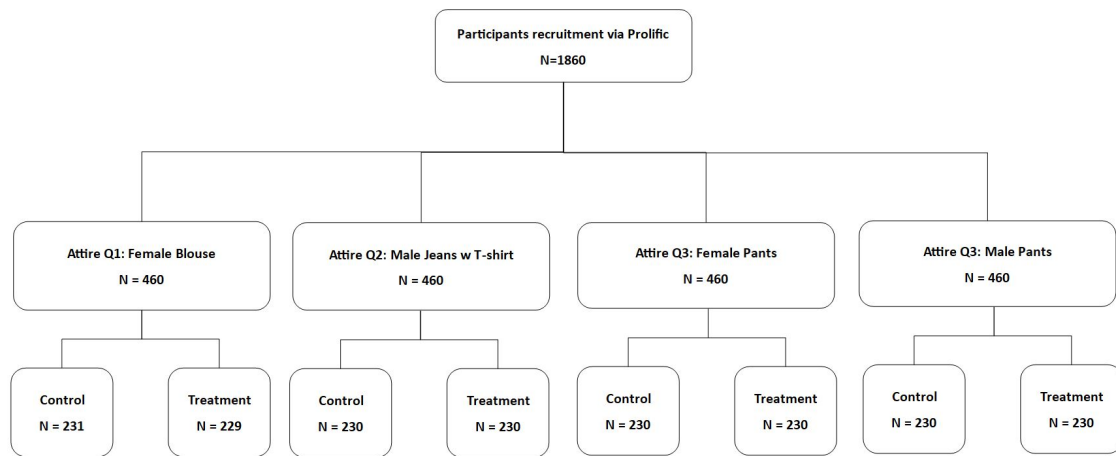 Participants recruitment via Prolific
N=1860
Attire Q1: Female Blouse
N = 460
Attire Q2: Male Jeans w T-shirt
N = 460
Attire Q3: Female Pants
N = 460
Attire Q3: Male Pants
N = 460
Control
N = 231
Treatment
N = 229
Control
N = 230
Treatment
N = 230
Control
N = 230
Treatment
N = 230
Control
N = 230
Treatment
N = 230